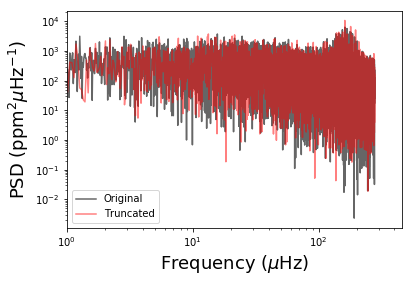 10⁴
10³
10²
10¹
10⁰
10⁻¹
10⁻²
PSD (ppm²μHz⁻¹)
Original
Truncated
10⁰
10¹
10²
Frequency (μHz)